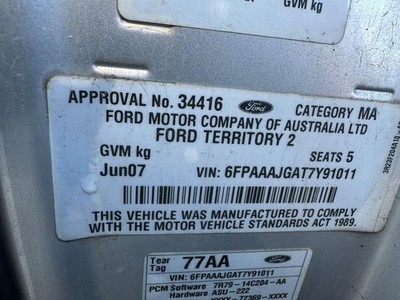 GVM kg
APPROVAL No. 34416 Ford CATEGORY MA
FORD MOTOR COMPANY OF AUSTRALIA LTD
FORD TERRITORY 2
GVM kg SEATS 5
Jun07 VIN: 6FPAAAJGAT7Y91011
THIS VEHICLE WAS MANUFACTURED TO COMPLY
WITH THE MOTOR VEHICLE STANDARDS ACT 1989.
Tear
Tag 77AA Ford
VIN: 6FPAAAJGAT7Y91011
PCM Software 7R79-14C204-AA
Hardware ASU-222